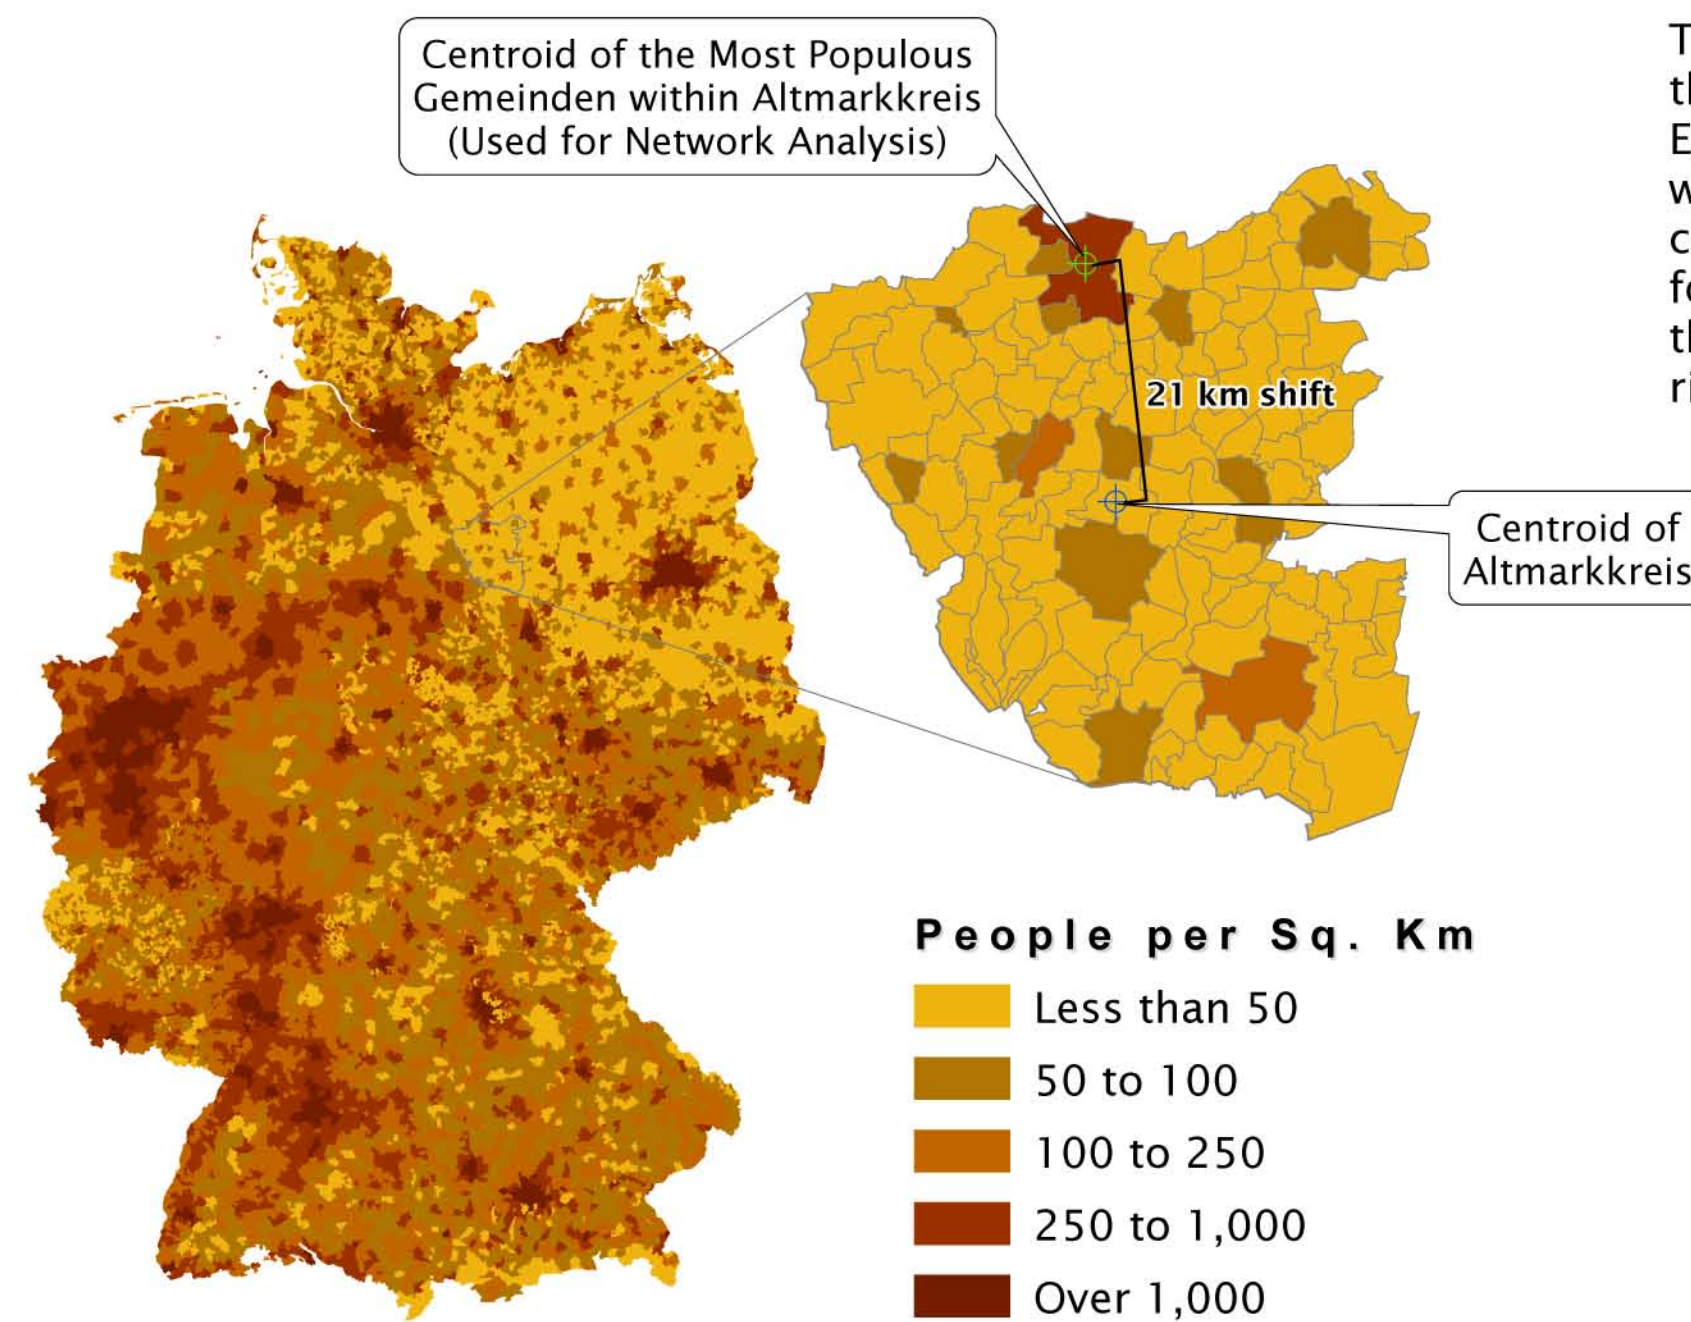 Centroid of the Most Populous
Gemeinden within Altmarkkreis
(Used for Network Analysis)
21 km shift
Centroid of
Altmarkkreis
People per Sq. Km
Less than 50
50 to 100
100 to 250
250 to 1,000
Over 1,000